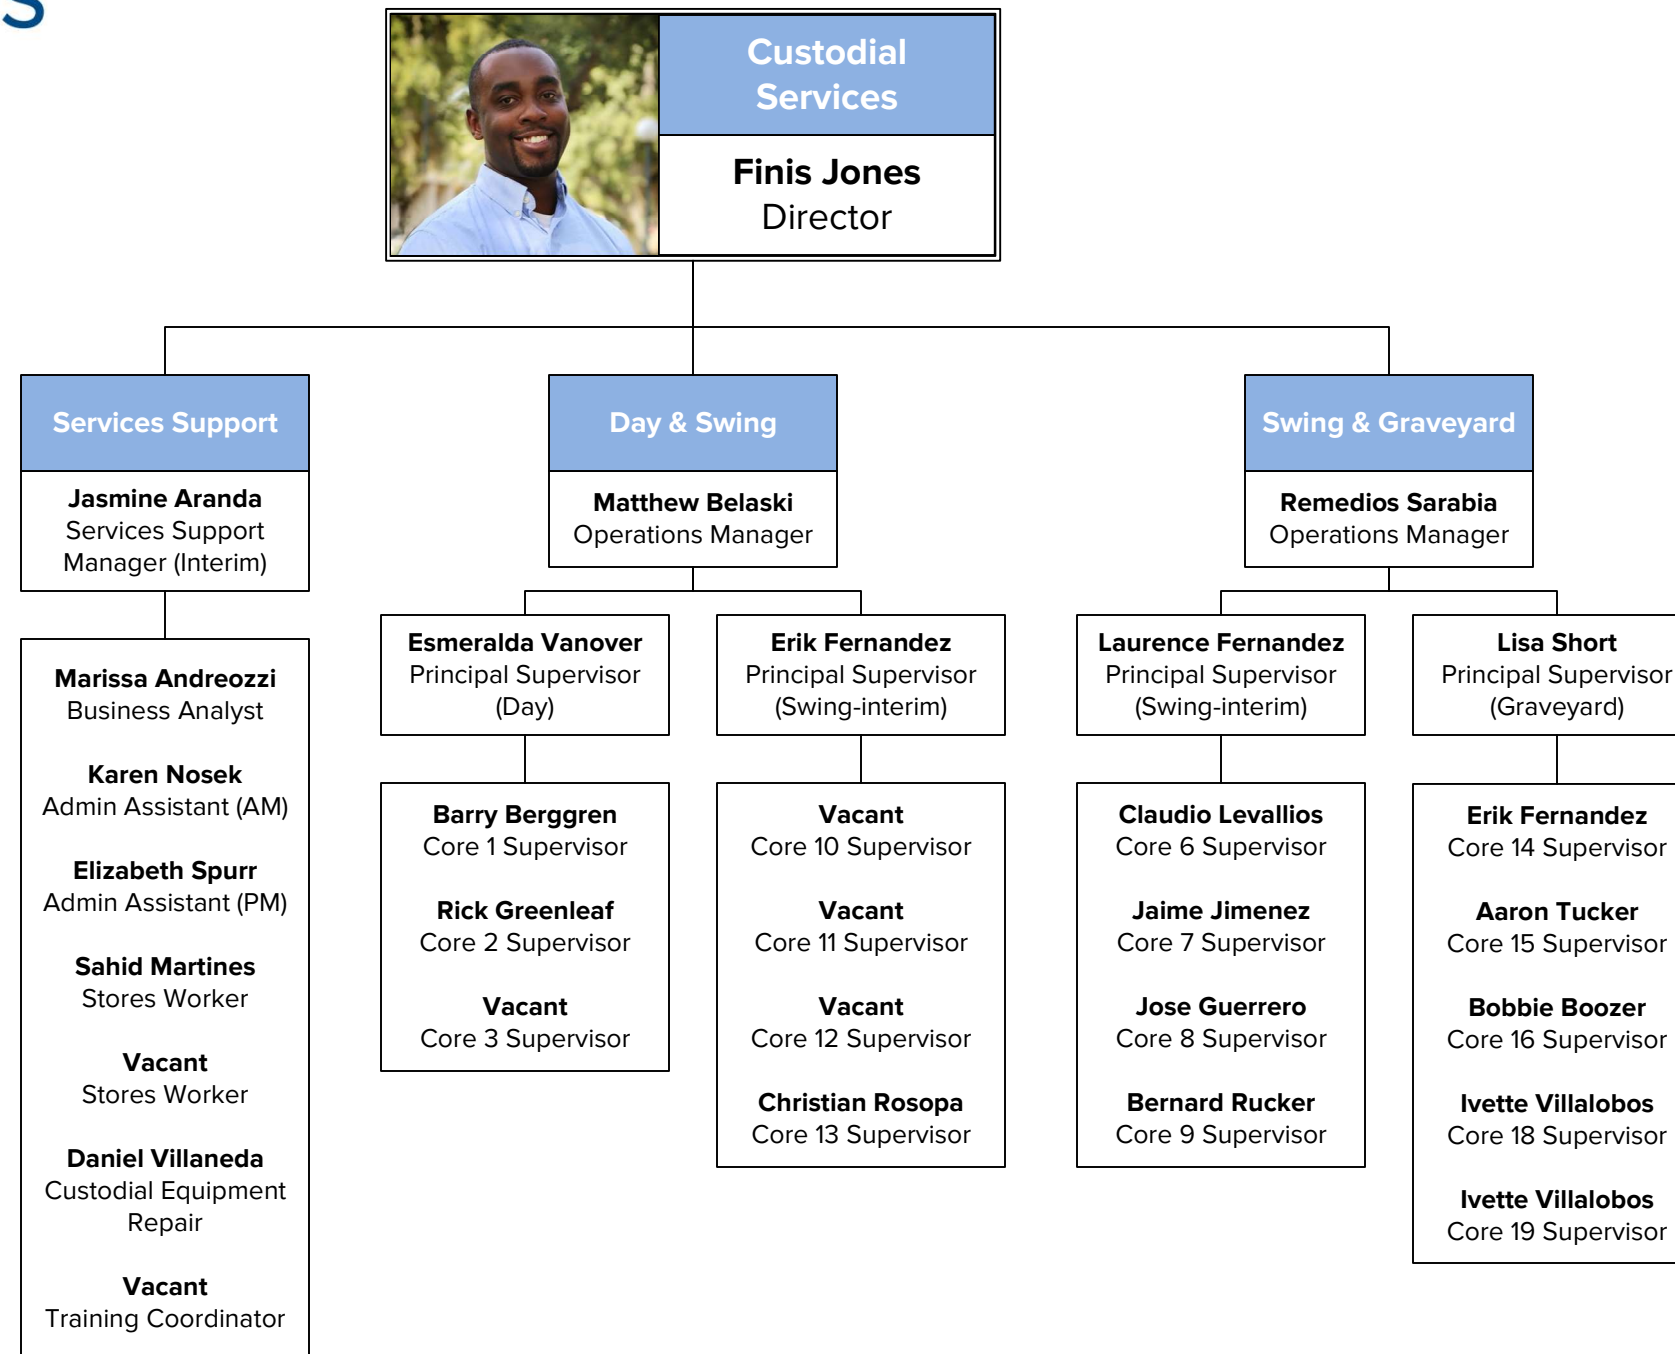 s
Custodial
Services
Finis Jones
Director
Services Support
Jasmine Aranda
Services Support
Manager (Interim)
Marissa Andreozzi
Business Analyst
Karen Nosek
Admin Assistant (AM)
Elizabeth Spurr
Admin Assistant (PM)
Sahid Martines
Stores Worker
Vacant
Stores Worker
Daniel Villaneda
Custodial Equipment
Repair
Vacant
Training Coordinator
Day & Swing
Matthew Belaski
Operations Manager
Esmeralda Vanover
Principal Supervisor
(Day)
Barry Berggren
Core 1 Supervisor
Rick Greenleaf
Core 2 Supervisor
Vacant
Core 3 Supervisor
Erik Fernandez
Principal Supervisor
(Swing-interim)
Vacant
Core 10 Supervisor
Vacant
Core 11 Supervisor
Vacant
Core 12 Supervisor
Christian Rosopa
Core 13 Supervisor
Swing & Graveyard
Remedios Sarabia
Operations Manager
Laurence Fernandez
Principal Supervisor
(Swing-interim)
Claudio Levallios
Core 6 Supervisor
Jaime Jimenez
Core 7 Supervisor
Jose Guerrero
Core 8 Supervisor
Bernard Rucker
Core 9 Supervisor
Lisa Short
Principal Supervisor
(Graveyard)
Erik Fernandez
Core 14 Supervisor
Aaron Tucker
Core 15 Supervisor
Bobbie Boozer
Core 16 Supervisor
Ivette Villalobos
Core 18 Supervisor
Ivette Villalobos
Core 19 Supervisor